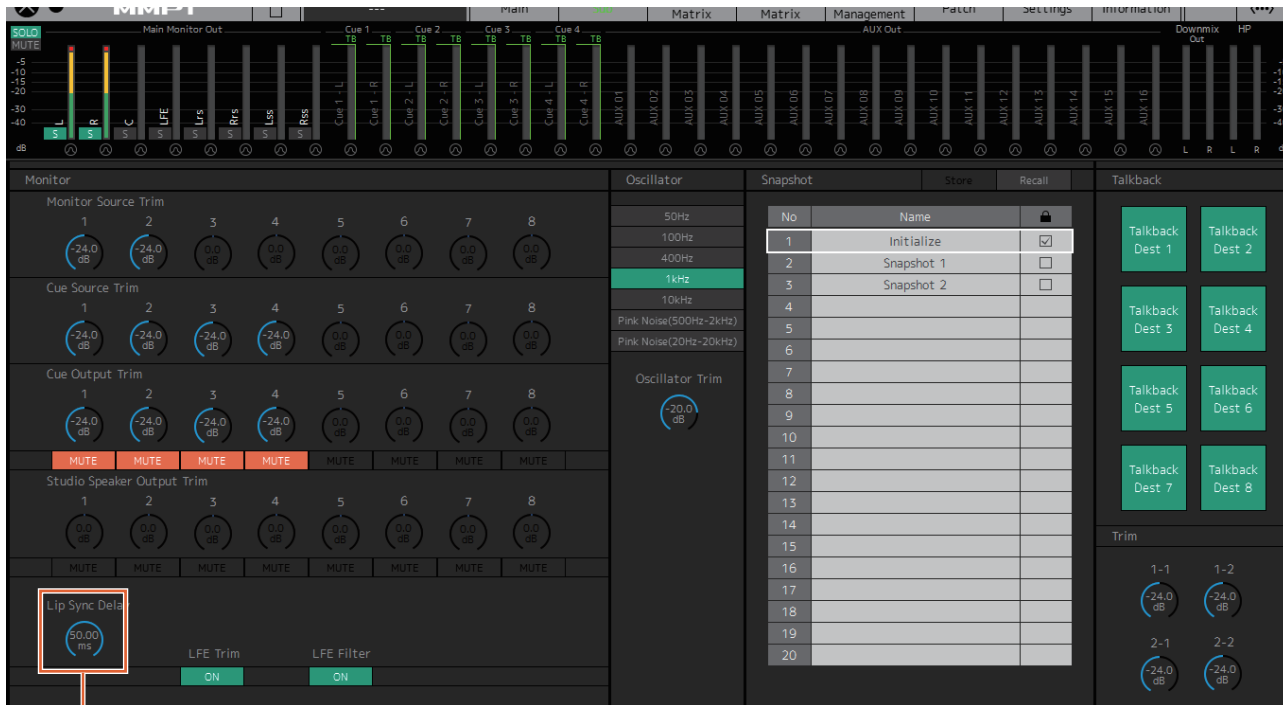 MMP1
---
Main
Matrix
Matrix
Management
Patch
Settings
Information
SOLO
MUTE
Main Monitor Out
Cue 1
Cue 2
Cue 3
Cue 4
AUX Out
Downmix Out
HP
TB TB TB TB TB TB TB TB
-5
-10
-15
-20
-30
-40
dB
L R C LFE Lrs Rrs Lss Rss
Cue 1 - L Cue 1 - R Cue 2 - L Cue 2 - R Cue 3 - L Cue 3 - R Cue 4 - L Cue 4 - R
AUX 01 AUX 02 AUX 03 AUX 04 AUX 05 AUX 06 AUX 07 AUX 08 AUX 09 AUX 10 AUX 11 AUX 12 AUX 13 AUX 14 AUX 15 AUX 16
S S S S S S S S
L R L R
Monitor
Monitor Source Trim
1 2 3 4 5 6 7 8
-24.0 dB -24.0 dB 0.0 dB 0.0 dB 0.0 dB 0.0 dB 0.0 dB 0.0 dB
Cue Source Trim
1 2 3 4 5 6 7 8
-24.0 dB -24.0 dB -24.0 dB -24.0 dB 0.0 dB 0.0 dB 0.0 dB 0.0 dB
Cue Output Trim
1 2 3 4 5 6 7 8
-24.0 dB -24.0 dB -24.0 dB -24.0 dB 0.0 dB 0.0 dB 0.0 dB 0.0 dB
MUTE MUTE MUTE MUTE MUTE MUTE MUTE MUTE
Studio Speaker Output Trim
1 2 3 4 5 6 7 8
0.0 dB 0.0 dB 0.0 dB 0.0 dB 0.0 dB 0.0 dB 0.0 dB 0.0 dB
MUTE MUTE MUTE MUTE MUTE MUTE MUTE MUTE
Lip Sync Delay
50.00 ms
LFE Trim
LFE Filter
ON
ON
Oscillator
50Hz
100Hz
400Hz
1kHz
10kHz
Pink Noise(500Hz-2kHz)
Pink Noise(20Hz-20kHz)
Oscillator Trim
-20.0 dB
Snapshot
Store
Recall
No Name
1 Initialize
2 Snapshot 1
3 Snapshot 2
4
5
6
7
8
9
10
11
12
13
14
15
16
17
18
19
20
Talkback
Talkback Dest 1
Talkback Dest 2
Talkback Dest 3
Talkback Dest 4
Talkback Dest 5
Talkback Dest 6
Talkback Dest 7
Talkback Dest 8
Trim
1-1 1-2
-24.0 dB -24.0 dB
2-1 2-2
-24.0 dB -24.0 dB